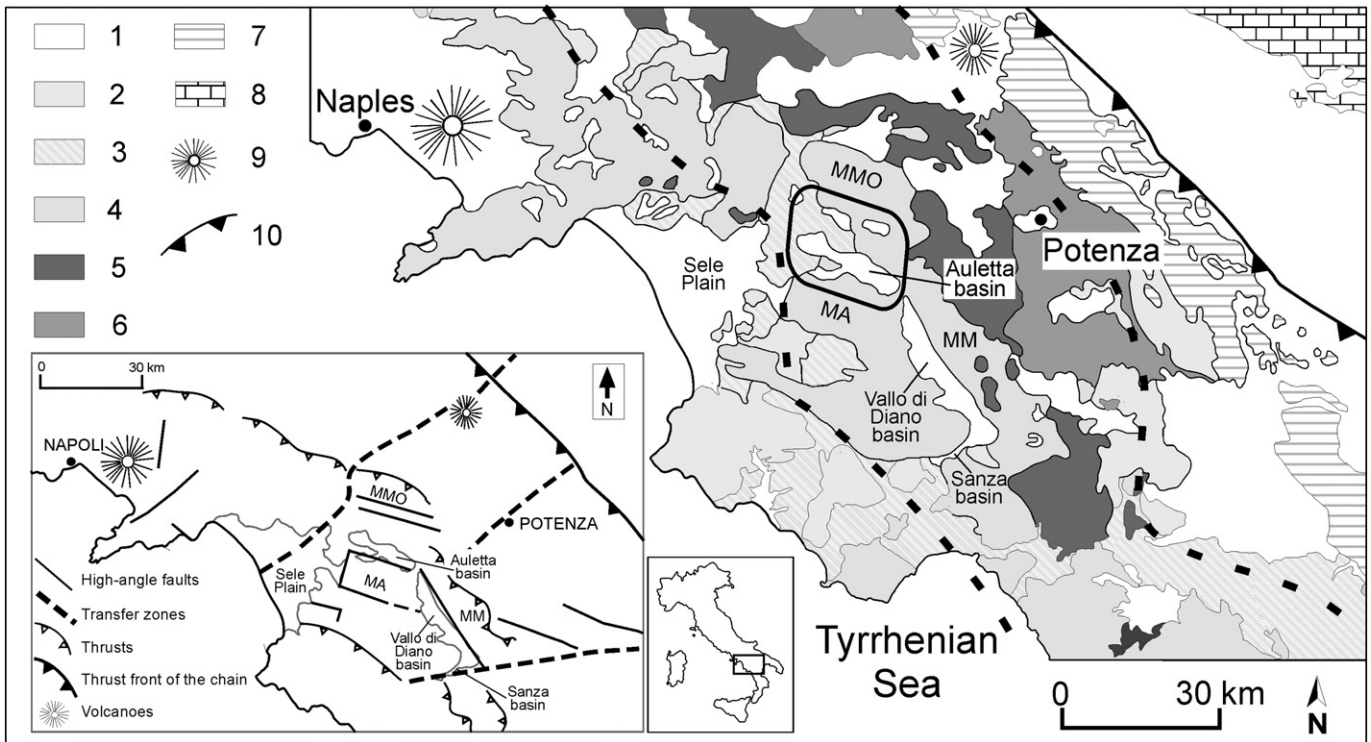 1
7
2
8
3
9
4
10
5
6
Naples
MMO
Sele
Plain
Auletta
basin
Potenza
MA
MM
Vallo di
Diano
basin
Sanza
basin
Tyrrhenian
Sea
0 30 km
N
0 30 km
N
NAPOLI
MMO
POTENZA
Auletta
basin
Sele
Plain
MA
MM
Vallo di
Diano
basin
Sanza
basin
High-angle faults
Transfer zones
Thrusts
Thrust front of the chain
Volcanoes